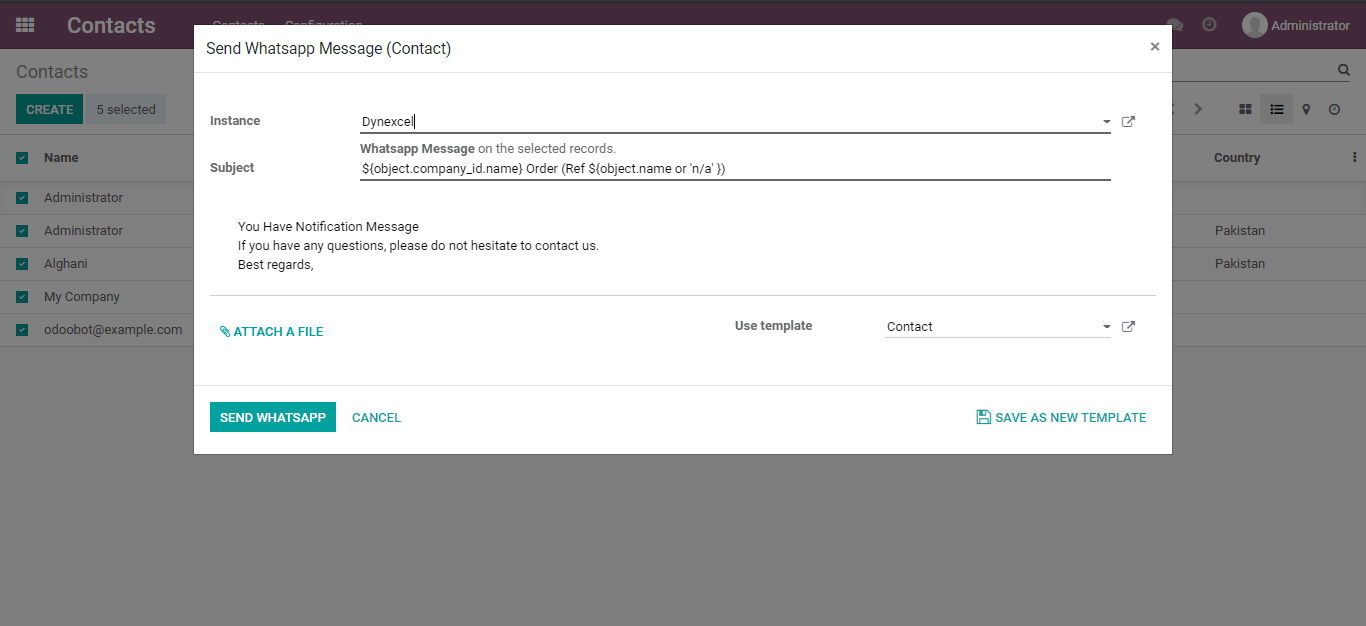 Contacts
Contacts Configuration
Administrator
Contacts
CREATE 5 selected
Send Whatsapp Message (Contact) ×
Instance Dynexcel
Whatsapp Message on the selected records.
Subject ${object.company_id.name} Order (Ref ${object.name or 'n/a' })
You Have Notification Message
If you have any questions, please do not hesitate to contact us.
Best regards,
ATTACH A FILE
Use template Contact
SEND WHATSAPP CANCEL SAVE AS NEW TEMPLATE
Name Country
Administrator
Administrator Pakistan
Alghani Pakistan
My Company
odoobot@example.com